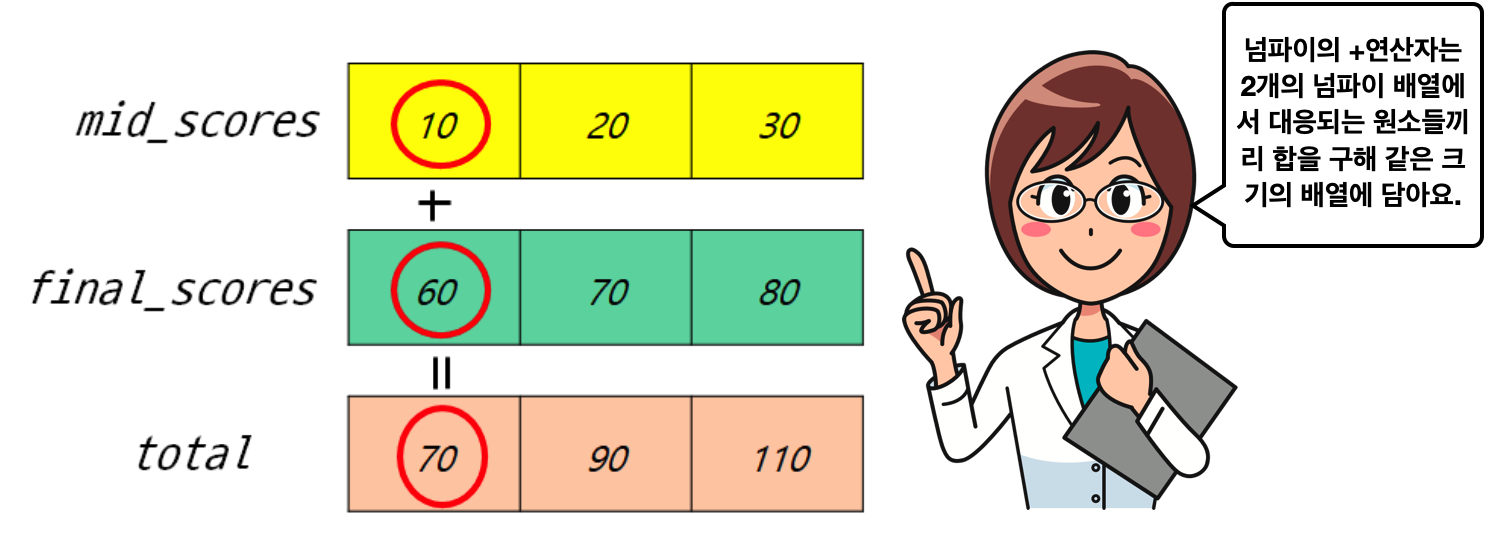 mid_scores 10 20 30
+
final_scores 60 70 80
=
total 70 90 110
넘파이의 +연산자는
2개의 넘파이 배열에
서 대응되는 원소들끼
리 합을 구해 같은 크
기의 배열에 담아요.